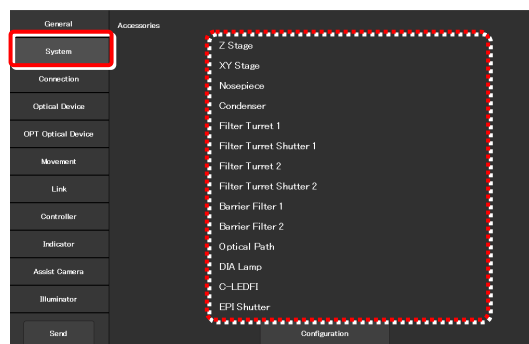 General
System
Connection
Optical Device
OPT Optical Device
Movement
Link
Controller
Indicator
Assist Camera
Illuminator
Send
Accessories
Z Stage
XY Stage
Nosepiece
Condenser
Filter Turret 1
Filter Turret Shutter 1
Filter Turret 2
Filter Turret Shutter 2
Barrier Filter 1
Barrier Filter 2
Optical Path
DIA Lamp
C-LEDFI
EPI Shutter
Configuration